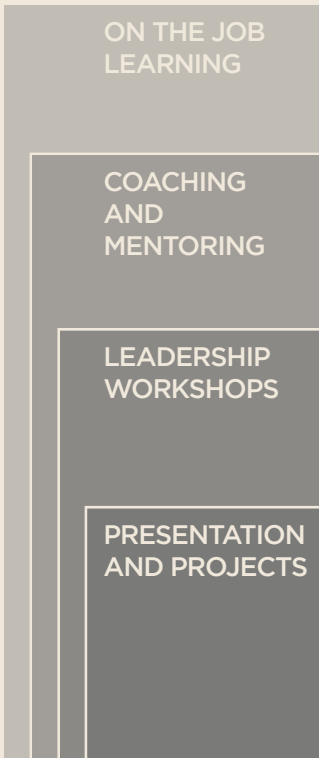 ON THE JOB
LEARNING
COACHING
AND
MENTORING
LEADERSHIP
WORKSHOPS
PRESENTATION
AND PROJECTS